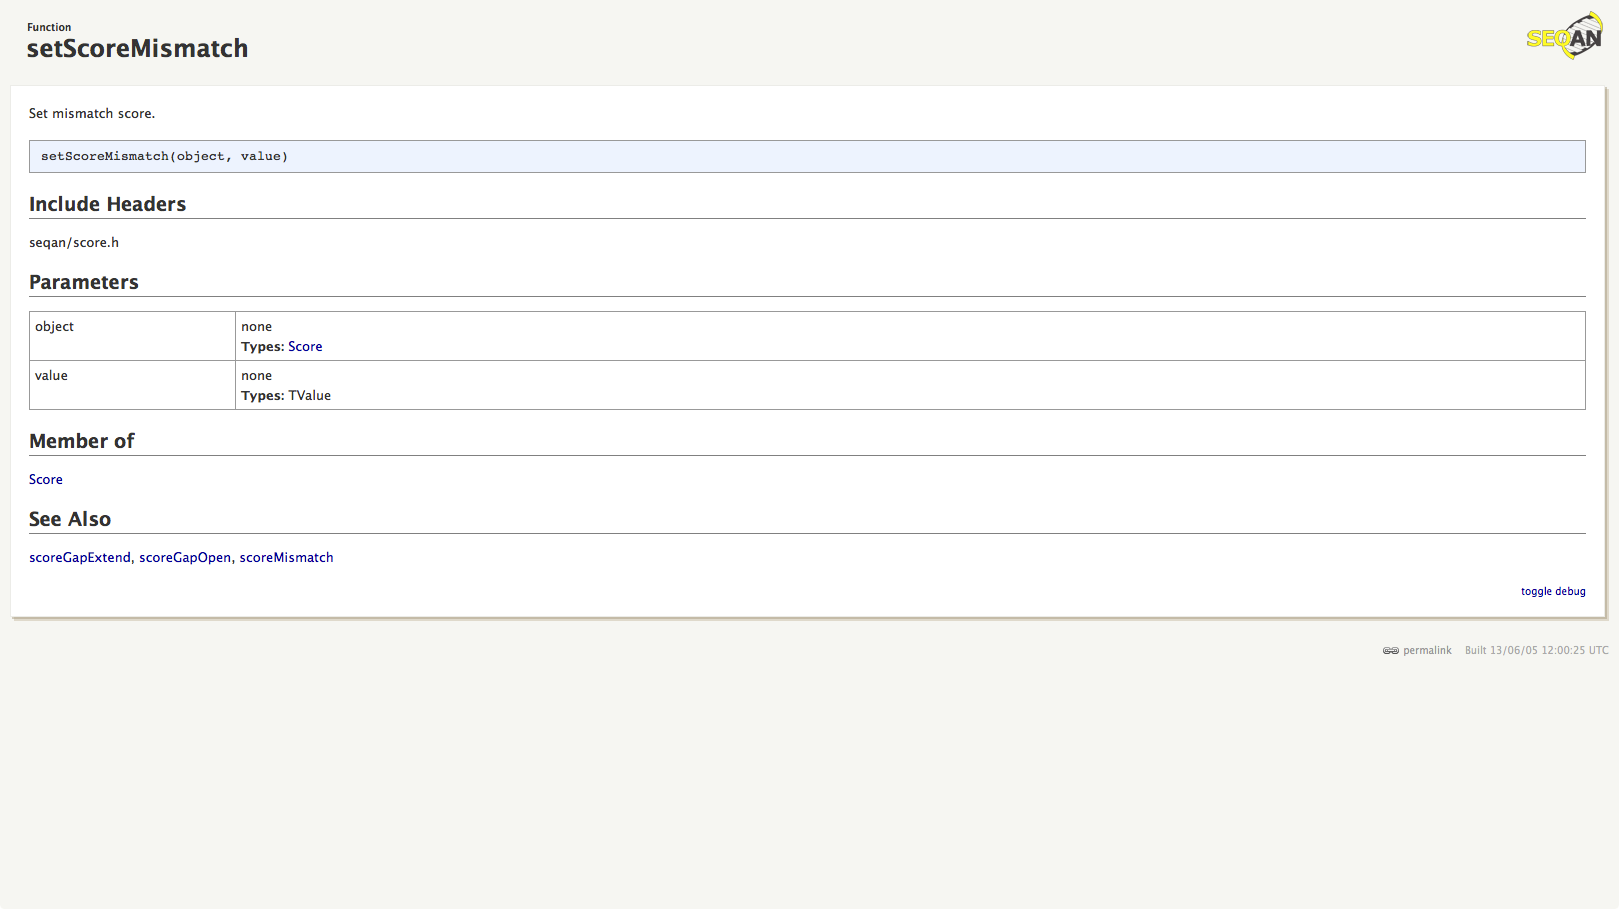 Function
setScoreMismatch
SEQAN
Set mismatch score.
setScoreMismatch(object, value)
Include Headers
seqan/score.h
Parameters
object
none
Types: Score
value
none
Types: TValue
Member of
Score
See Also
scoreGapExtend, scoreGapOpen, scoreMismatch
toggle debug
permalink Built 13/06/05 12:00:25 UTC